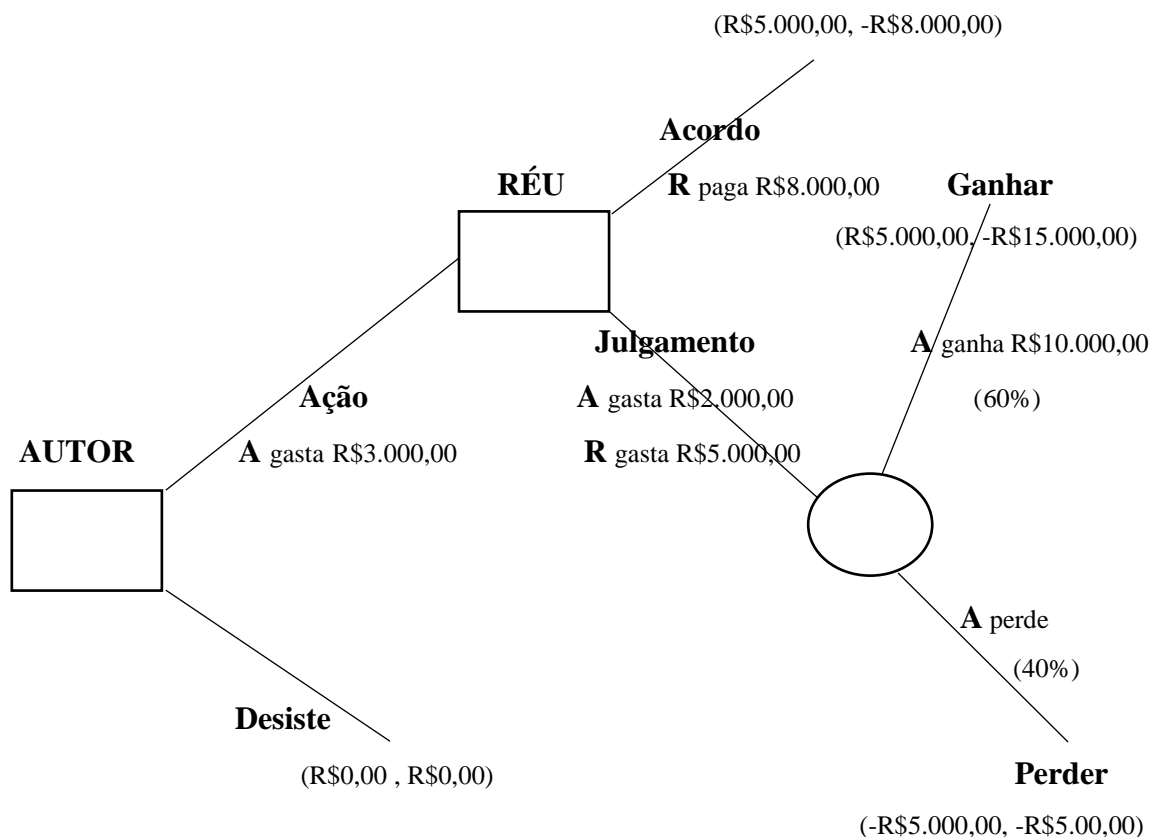 (R$5.000,00, -R$8.000,00)
Acordo
RÉU
R paga R$8.000,00
Ganhar
(R$5.000,00, -R$15.000,00)
Julgamento
A ganha R$10.000,00
Ação
A gasta R$2.000,00
(60%)
AUTOR
A gasta R$3.000,00
R gasta R$5.000,00
A perde
(40%)
Desiste
(R$0,00 , R$0,00)
Perder
(-R$5.000,00, -R$5.00,00)